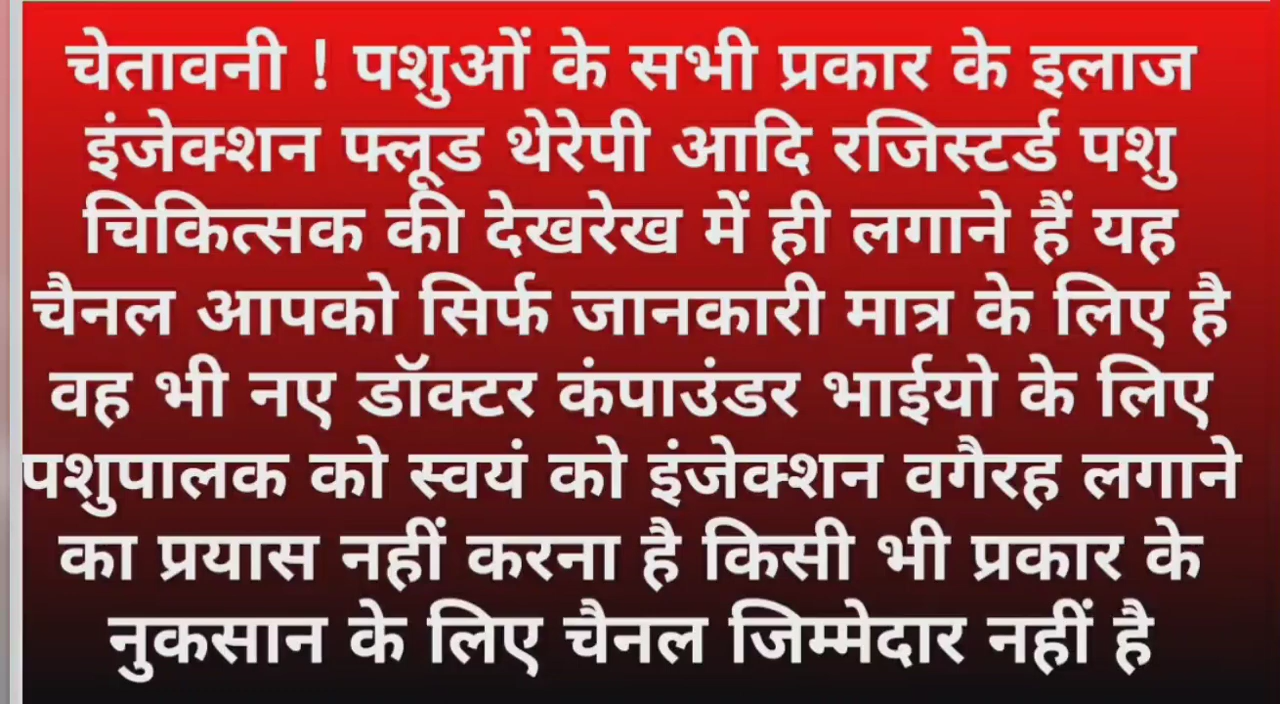 चेतावनी ! पशुओं के सभी प्रकार के इलाज
इंजेक्शन फ्लूड थेरेपी आदि रजिस्टर्ड पशु
चिकित्सक की देखरेख में ही लगाने हैं यह
चैनल आपको सिर्फ जानकारी मात्र के लिए है
वह भी नए डॉक्टर कंपाउंडर भाईयो के लिए
पशुपालक को स्वयं को इंजेक्शन वगैरह लगाने
का प्रयास नहीं करना है किसी भी प्रकार के
नुकसान के लिए चैनल जिम्मेदार नहीं है